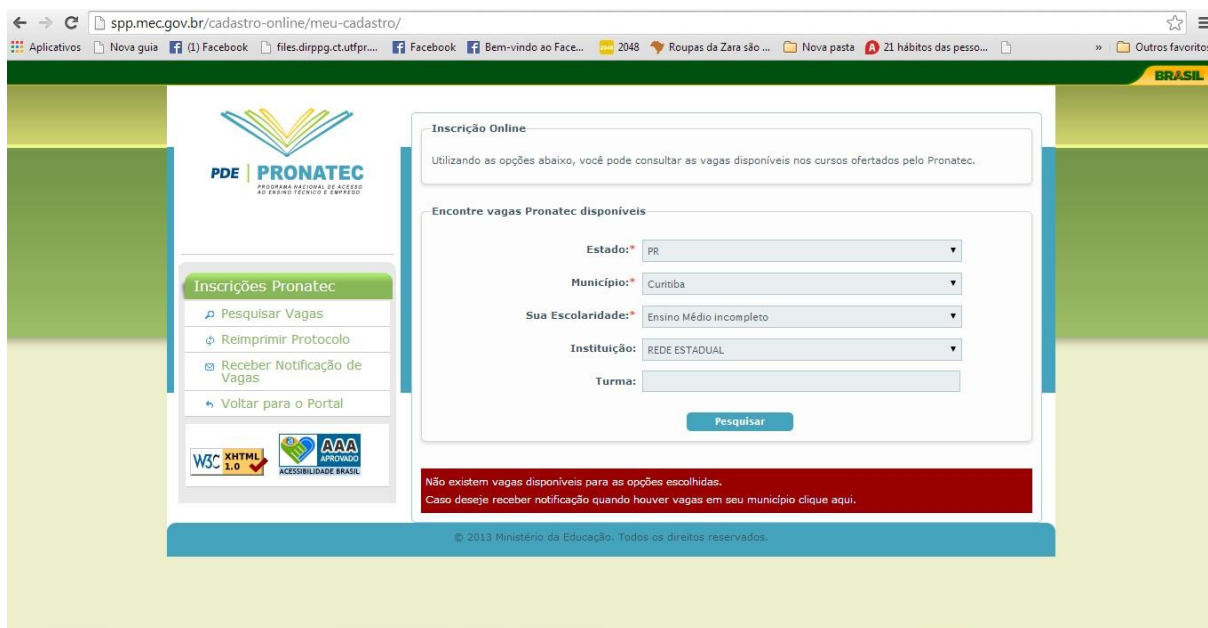 spp.mec.gov.br/cadastro-online/meu-cadastro/
Aplicativos Nova guia (1) Facebook files.dirppg.ct.utfpr.... Facebook Bem-vindo ao Face... 2048 Roupas da Zara são ... Nova pasta 21 hábitos das pesso... » Outros favoritos
BRASIL
PDE PRONATEC
PROGRAMA NACIONAL DE ACESSO
AO ENSINO TÉCNICO E EMPREGO
Inscrições Pronatec
Pesquisar Vagas
Reimprimir Protocolo
Receber Notificação de
Vagas
Voltar para o Portal
W3C XHTML
1.0
AAA
APROVADO
ACESSIBILIDADE BRASIL
Inscrição Online
Utilizando as opções abaixo, você pode consultar as vagas disponíveis nos cursos ofertados pelo Pronatec.
Encontre vagas Pronatec disponíveis
Estado:* PR
Município:* Curitiba
Sua Escolaridade:* Ensino Médio incompleto
Instituição: REDE ESTADUAL
Turma:
Pesquisar
Não existem vagas disponíveis para as opções escolhidas.
Caso deseje receber notificação quando houver vagas em seu município clique aqui.
© 2013 Ministério da Educação. Todos os direitos reservados.